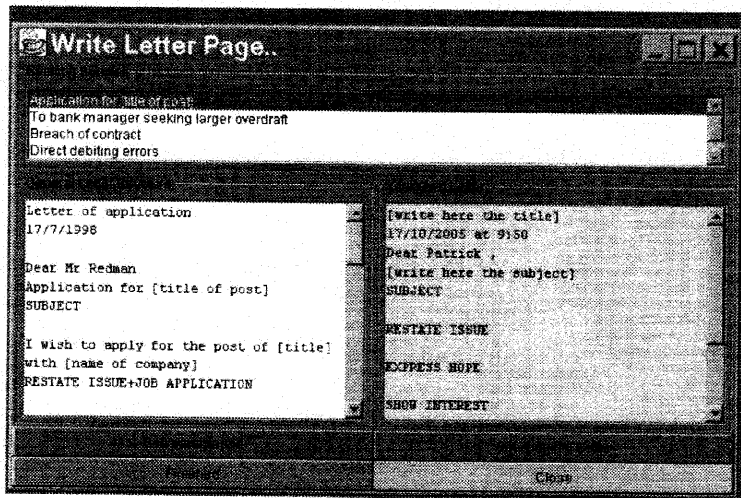 Write Letter Page..
Application for title of post
To bank manager seeking larger overdraft
Breach of contract
Direct debiting errors
Letter of application
17/7/1998
Dear Mr Redman
Application for [title of post]
SUBJECT
I wish to apply for the post of [title]
with [name of company]
RESTATE ISSUE+JOB APPLICATION
[write here the title]
17/10/2005 at 9:50
Dear Patrick ,
[write here the subject]
SUBJECT
RESTATE ISSUE
EXPRESS HOPE
SHOW INTEREST
Close